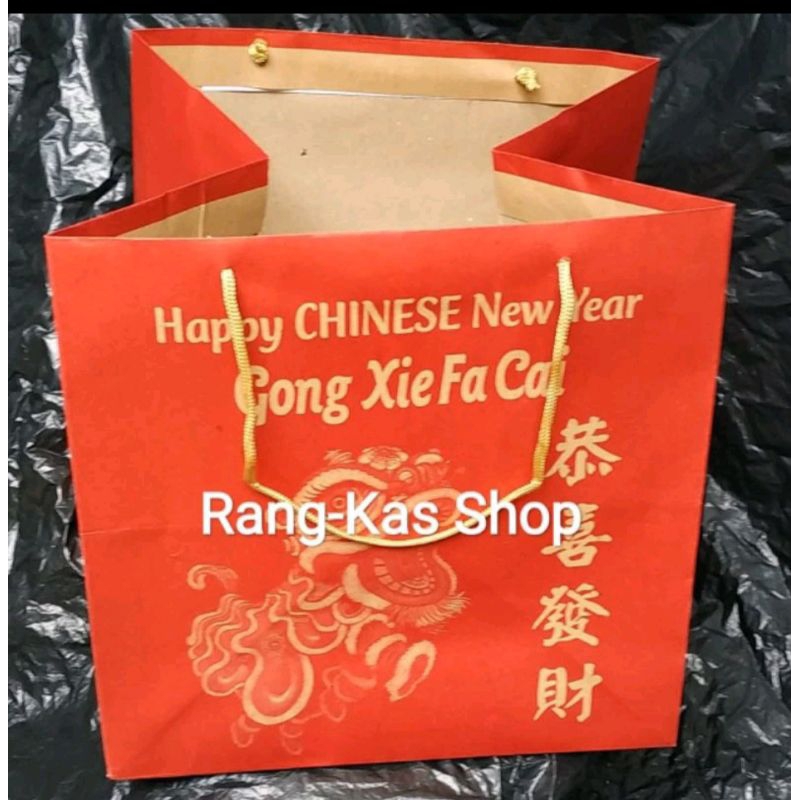 Happy CHINESE New Year
Gong Xie Fa Cai
恭喜發財
Rang-Kas Shop